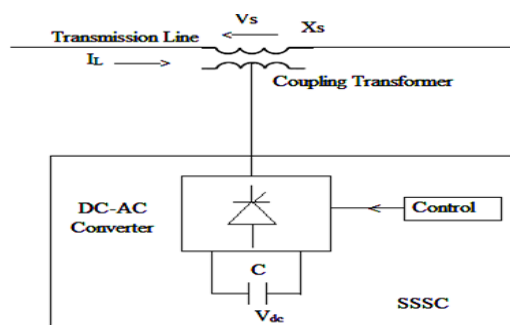 Vs
Xs
Transmission Line
IL
Coupling Transformer
DC-AC
Converter
Control
C
Vdc
SSSC